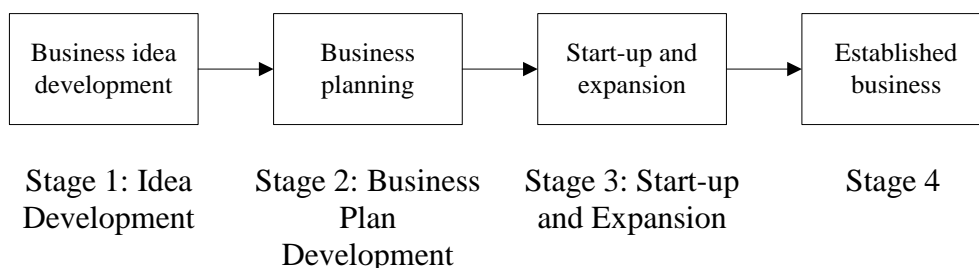 Business idea
development
Business
planning
Start-up and
expansion
Established
business
Stage 1: Idea
Development
Stage 2: Business
Plan
Development
Stage 3: Start-up
and Expansion
Stage 4